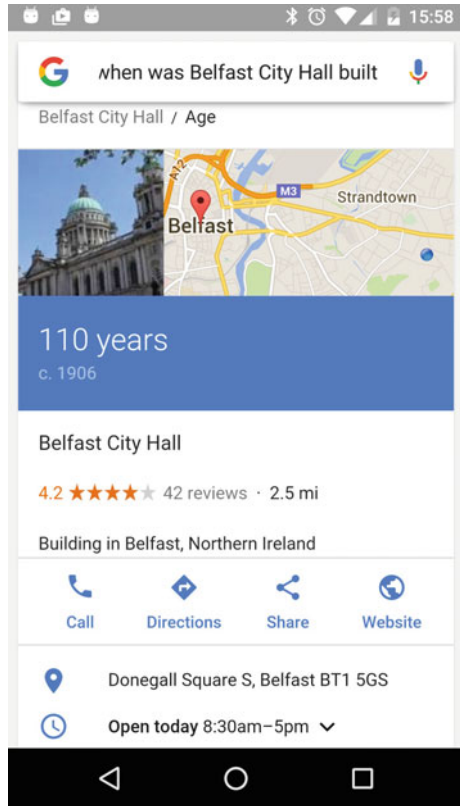 15:58
when was Belfast City Hall built
Belfast City Hall / Age
A12
M3
Strandtown
Belfast
110 years
c. 1906
Belfast City Hall
4.2 ★★★★★ 42 reviews · 2.5 mi
Building in Belfast, Northern Ireland
Call Directions Share Website
Donegall Square S, Belfast BT1 5GS
Open today 8:30am–5pm